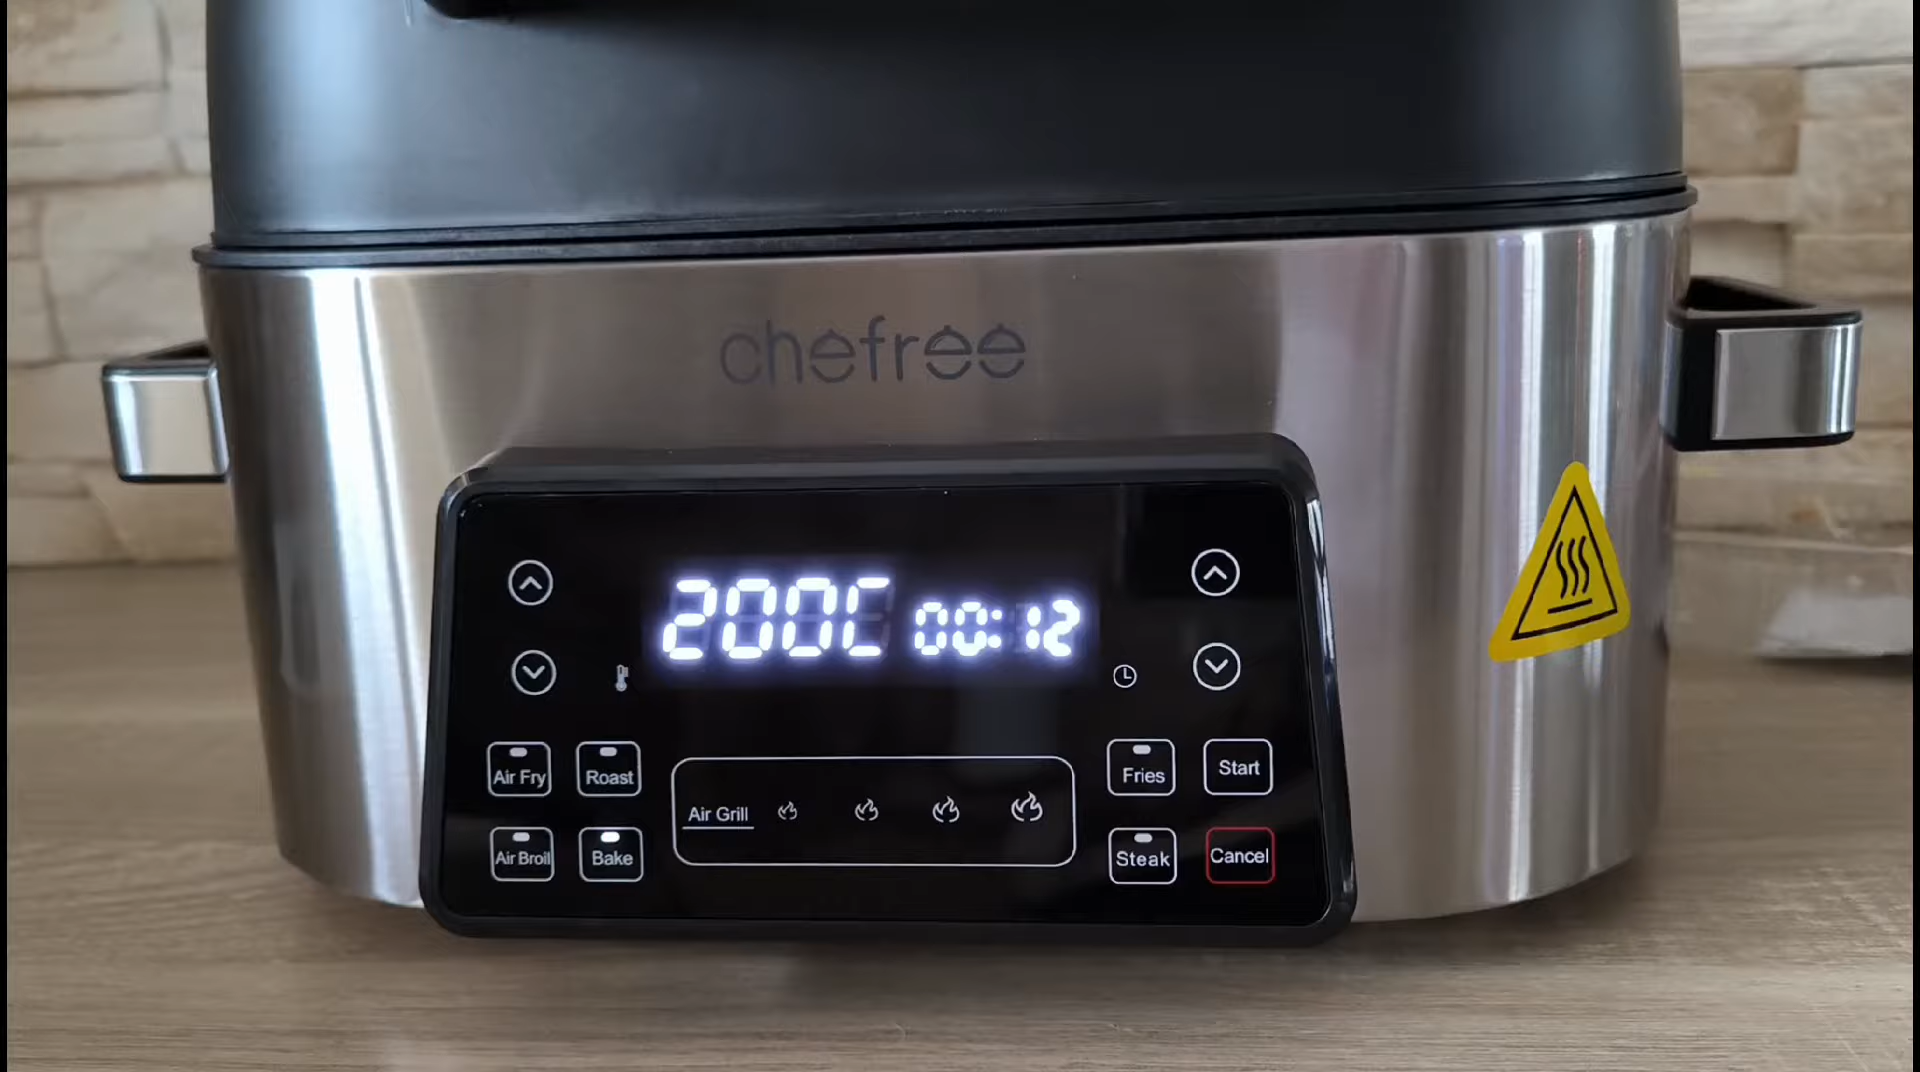 chefree
200C 00:12
Air Fry Roast Fries Start
Air Grill
Air Broil Bake Steak Cancel